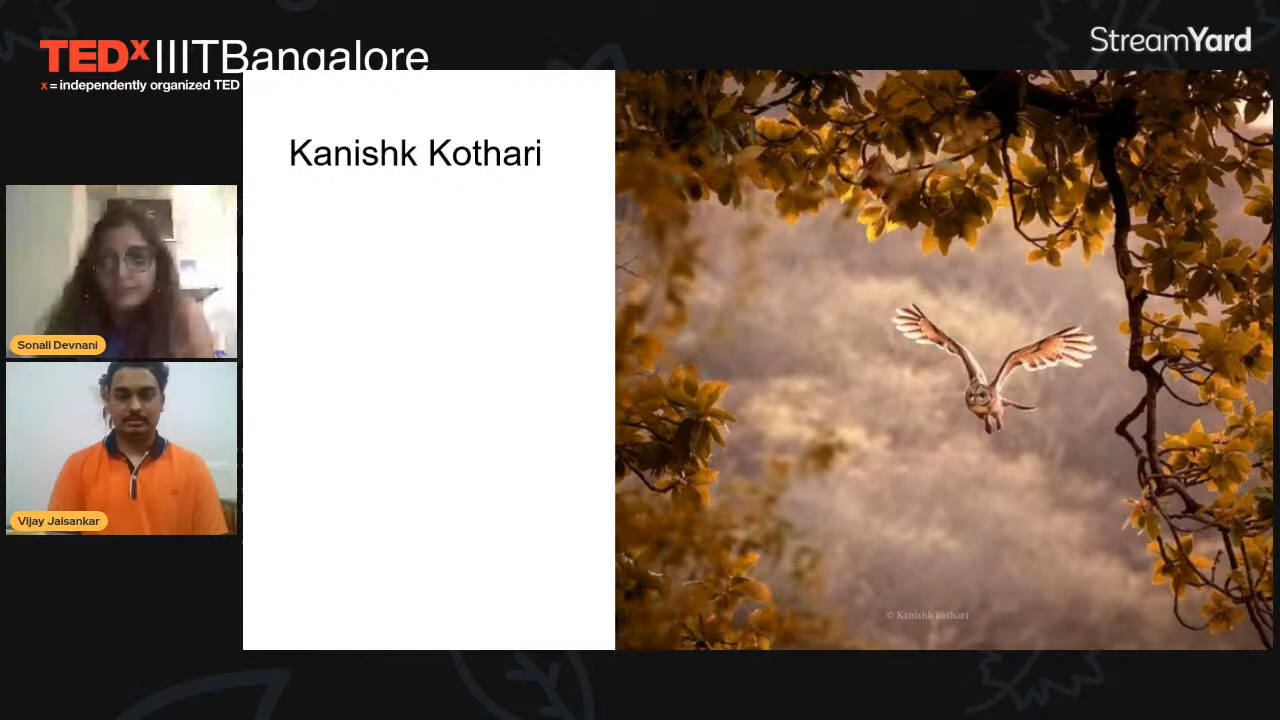 TEDx IIITBangalore
x = independently organized TED
StreamYard
Kanishk Kothari
Sonali Devnani
Vijay Jaisankar
© Kanishk kothari